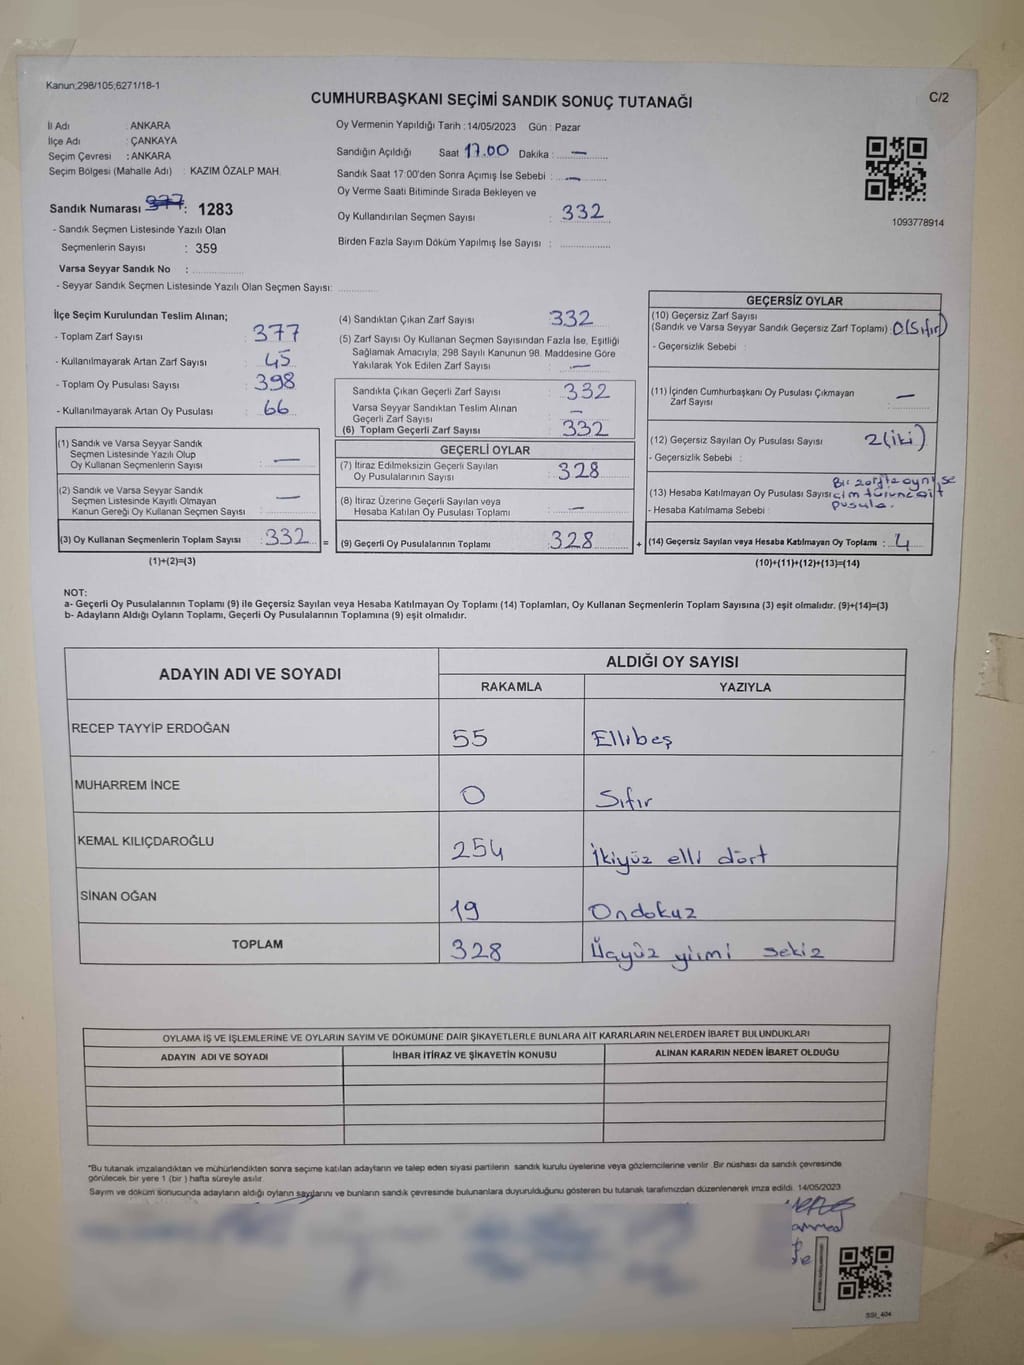 Kanun;298/105;6271/18-1
CUMHURBAŞKANI SEÇİMİ SANDIK SONUÇ TUTANAĞI
C/2
İl Adı : ANKARA
İlçe Adı : ÇANKAYA
Seçim Çevresi : ANKARA
Seçim Bölgesi (Mahalle Adı) : KAZIM ÖZALP MAH.
Sandık Numarası 377: 1283
- Sandık Seçmen Listesinde Yazılı Olan
Seçmenlerin Sayısı : 359
Varsa Seyyar Sandık No :
- Seyyar Sandık Seçmen Listesinde Yazılı Olan Seçmen Sayısı:
Oy Vermenin Yapıldığı Tarih : 14/05/2023 Gün : Pazar
Sandığın Açıldığı Saat 17.00 Dakika : —
Sandık Saat 17:00'den Sonra Açımış İse Sebebi : —
Oy Verme Saati Bitiminde Sırada Bekleyen ve
Oy Kullandırılan Seçmen Sayısı : 332
Birden Fazla Sayım Döküm Yapılmış İse Sayısı :
1093778914
İlçe Seçim Kurulundan Teslim Alınan;
- Toplam Zarf Sayısı : 377
- Kullanılmayarak Artan Zarf Sayısı : 45
- Toplam Oy Pusulası Sayısı : 398
- Kullanılmayarak Artan Oy Pusulası : 66
(1) Sandık ve Varsa Seyyar Sandık
Seçmen Listesinde Yazılı Olup
Oy Kullanan Seçmenlerin Sayısı : —
(2) Sandık ve Varsa Seyyar Sandık
Seçmen Listesinde Kayıtlı Olmayan
Kanun Gereği Oy Kullanan Seçmen Sayısı : —
(3) Oy Kullanan Seçmenlerin Toplam Sayısı : 332 =
(1)+(2)=(3)
(4) Sandıktan Çıkan Zarf Sayısı : 332
(5) Zarf Sayısı Oy Kullanan Seçmen Sayısından Fazla İse, Eşitliği
Sağlamak Amacıyla; 298 Sayılı Kanunun 98. Maddesine Göre
Yakılarak Yok Edilen Zarf Sayısı : —
Sandıkta Çıkan Geçerli Zarf Sayısı : 332
Varsa Seyyar Sandıktan Teslim Alınan
Geçerli Zarf Sayısı : —
(6) Toplam Geçerli Zarf Sayısı : 332
GEÇERLİ OYLAR
(7) İtiraz Edilmeksizin Geçerli Sayılan
Oy Pusulalarının Sayısı : 328
(8) İtiraz Üzerine Geçerli Sayılan veya
Hesaba Katılan Oy Pusulası Toplamı : —
(9) Geçerli Oy Pusulalarının Toplamı : 328 +
GEÇERSİZ OYLAR
(10) Geçersiz Zarf Sayısı
(Sandık ve Varsa Seyyar Sandık Geçersiz Zarf Toplamı) : 0(Sıfır)
- Geçersizlik Sebebi :
(11) İçinden Cumhurbaşkanı Oy Pusulası Çıkmayan
Zarf Sayısı : —
(12) Geçersiz Sayılan Oy Pusulası Sayısı : 2(iki)
- Geçersizlik Sebebi :
(13) Hesaba Katılmayan Oy Pusulası Sayısı
- Hesaba Katılmama Sebebi : pusula.
(14) Geçersiz Sayılan veya Hesaba Katılmayan Oy Toplamı : 4
(10)+(11)+(12)+(13)=(14)
NOT:
a- Geçerli Oy Pusulalarının Toplamı (9) ile Geçersiz Sayılan veya Hesaba Katılmayan Oy Toplamı (14) Toplamları, Oy Kullanan Seçmenlerin Toplam Sayısına (3) eşit olmalıdır. (9)+(14)=(3)
b- Adayların Aldığı Oyların Toplamı, Geçerli Oy Pusulalarının Toplamına (9) eşit olmalıdır.
ADAYIN ADI VE SOYADI
ALDIĞI OY SAYISI
RAKAMLA YAZIYLA
RECEP TAYYİP ERDOĞAN 55 Ellibeş
MUHARREM İNCE 0 Sıfır
KEMAL KILIÇDAROĞLU 254 İkiyüz elli dört
SİNAN OĞAN 19 Ondokuz
TOPLAM 328 Üçyüz yirmi sekiz
OYLAMA İŞ VE İŞLEMLERİNE VE OYLARIN SAYIM VE DÖKÜMÜNE DAİR ŞİKAYETLERLE BUNLARA AİT KARARLARIN NELERDEN İBARET BULUNDUKLARI
ADAYIN ADI VE SOYADI İHBAR İTİRAZ VE ŞİKAYETİN KONUSU ALINAN KARARIN NEDEN İBARET OLDUĞU
*Bu tutanak imzalandıktan ve mühürlendikten sonra seçime katılan adayların ve talep eden siyasi partilerin sandık kurulu üyelerine veya gözlemcilerine verilir. Bir nüshası da sandık çevresinde
görülecek bir yere 1 (bir) hafta süreyle asılır.
Sayım ve döküm sonucunda adayların aldığı oyların sayılarını ve bunların sandık çevresinde bulunanlara duyurulduğunu gösteren bu tutanak tarafımızdan düzenlenerek imza edildi. 14/05/2023
ammed
SSI_404